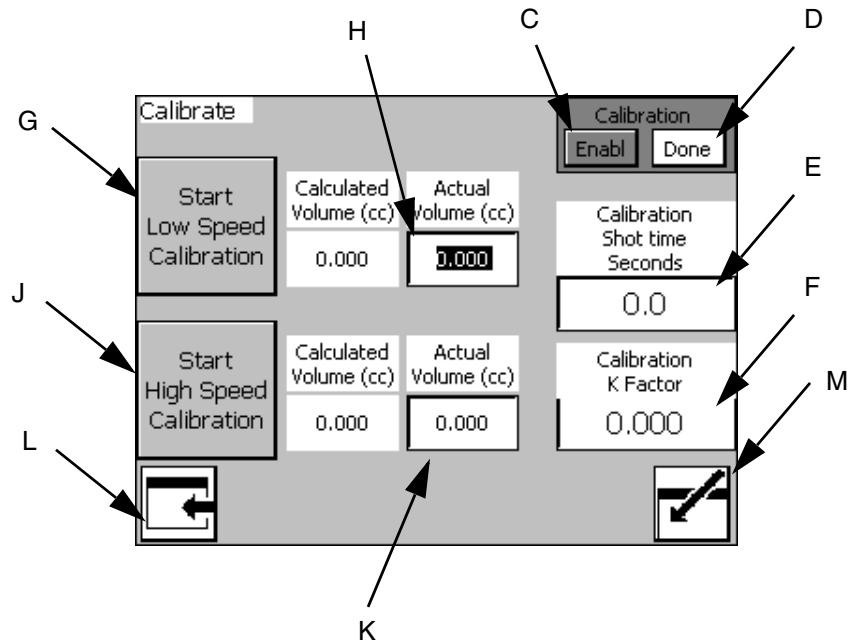 H
C
D
G
Calibrate
Calibration
Enabl
Done
E
Start
Low Speed
Calibration
Calculated
Volume (cc)
0.000
Actual
Volume (cc)
0.000
Calibration
Shot time
Seconds
0.0
J
F
Start
High Speed
Calibration
Calculated
Volume (cc)
0.000
Actual
Volume (cc)
0.000
Calibration
K Factor
0.000
M
L
K